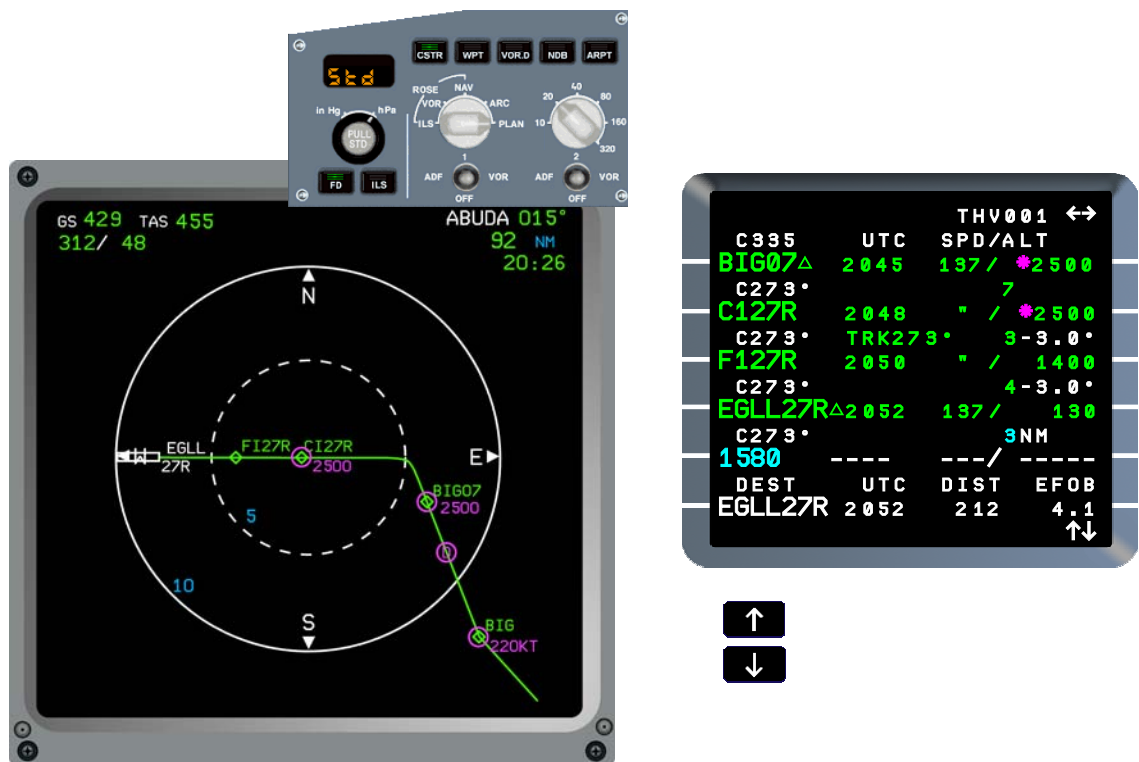 CSTR WPT VOR.D NDB ARPT
Std
in Hg hPa
PULL STD
FD ILS
ROSE NAV
VOR ARC
ILS PLAN
10 20 40 80 160 320
1 2
ADF VOR ADF VOR
OFF OFF
GS 429 TAS 455
312/ 48
ABUDA 015°
92 NM
20:26
N
W E
S
EGLL
27R
FI27R CI27R
2500
BIG07
2500
D
BIG
220KT
5
10
THV001 ↔
C335 UTC SPD/ALT
BIG07△ 2045 137/ *2500
C273° 7
C127R 2048 " / *2500
C273° TRK273° 3-3.0°
F127R 2050 " / 1400
C273° 4-3.0°
EGLL27R△2052 137/ 130
C273° 3NM
1580 ---- ---/ -----
DEST UTC DIST EFOB
EGLL27R 2052 212 4.1
↑↓
↑
↓